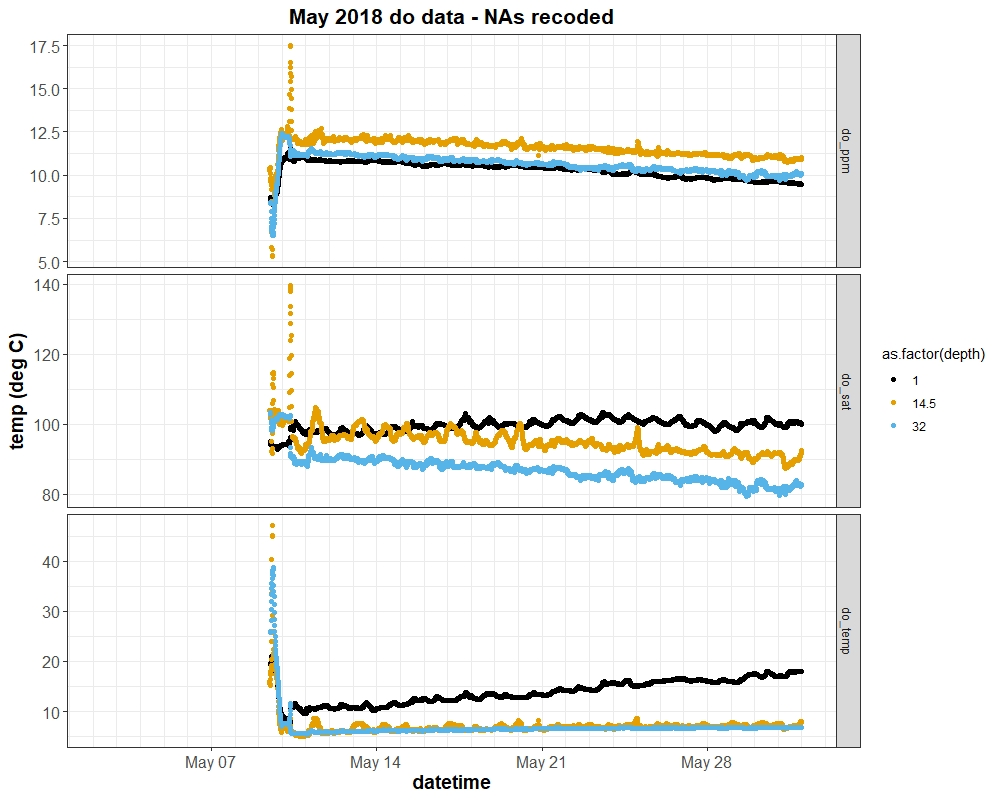 May 2018 do data - NAs recoded
17.5
15.0
12.5
10.0
7.5
5.0
do_ppm
140
120
100
80
do_sat
40
30
20
10
do_temp
temp (deg C)
May 07
May 14
May 21
May 28
datetime
as.factor(depth)
1
14.5
32